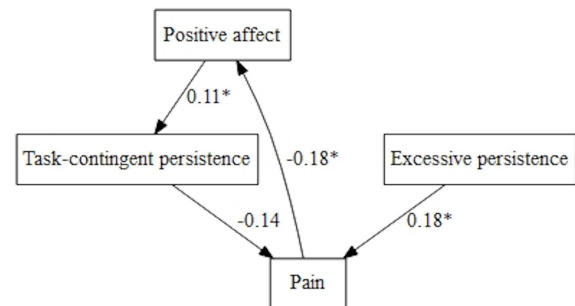 Positive affect
0.11*
Task-contingent persistence
-0.18*
Excessive persistence
-0.14
0.18*
Pain